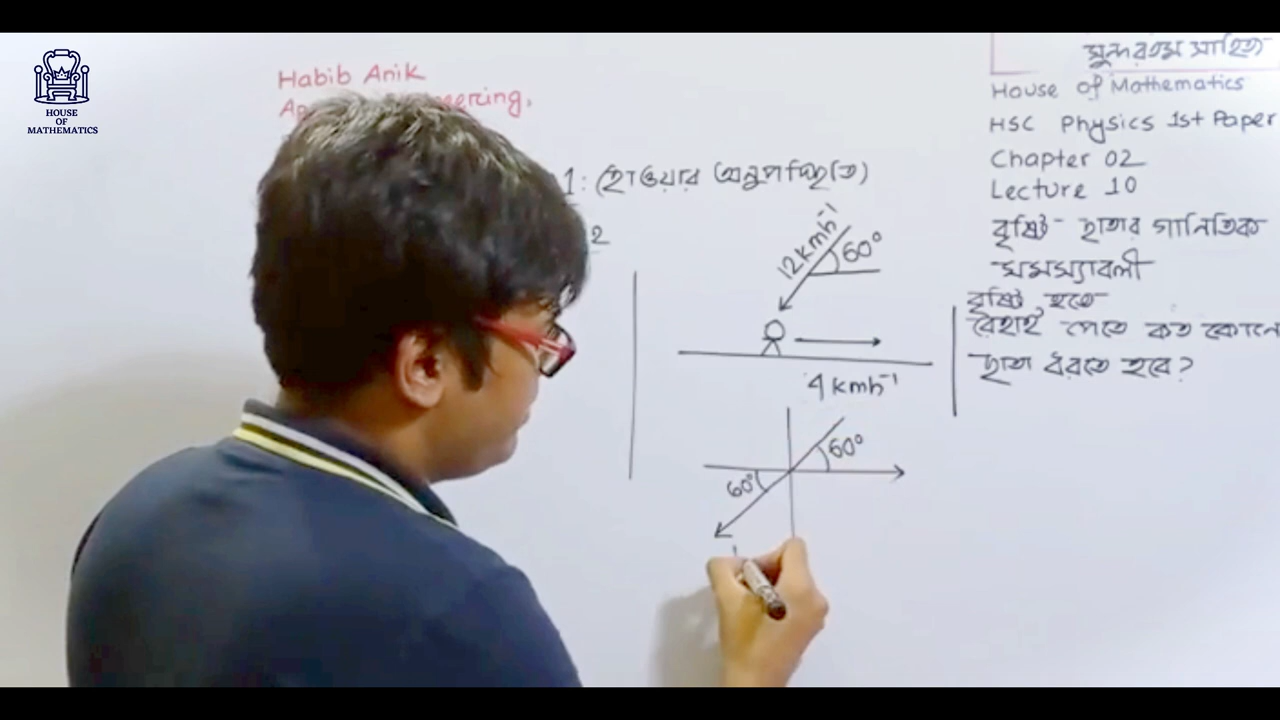 HOUSE
OF
MATHEMATICS
Habib Anik
1: (হাওয়ার অনুপস্থিতি)
2
12kmh⁻¹
60°
4 kmh⁻¹
60°
60°
সুন্দরতম সাহিত্য
House of Mathematics
HSC Physics 1st Paper
Chapter 02
Lecture 10
বৃষ্টি - ছাতার গানিতিক
সমস্যাবলী
বৃষ্টি হতে
রেহাই পেতে কত কোনে
ছাতা ধরতে হবে?